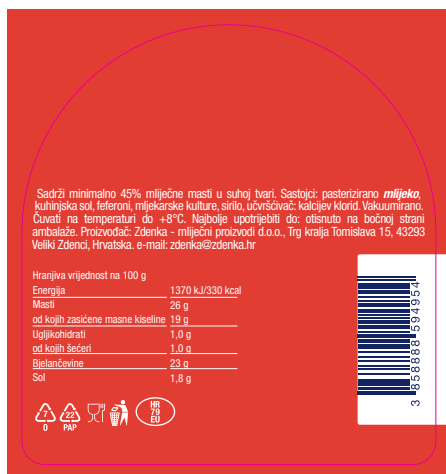 Sadrži minimalno 45% mliječne masti u suhoj tvari. Sastojci: pasterizirano mlijeko,
kuhinjska sol, feferoni, mljekarske kulture, sirilo, učvršćivač: kalcijev klorid. Vakuumirano.
Čuvati na temperaturi do +8°C. Najbolje upotrijebiti do: otisnuto na bočnoj strani
ambalaže. Proizvođač: Zdenka - mliječni proizvodi d.o.o., Trg kralja Tomislava 15, 43293
Veliki Zdenci, Hrvatska. e-mail: zdenka@zdenka.hr
Hranjiva vrijednost na 100 g
Energija 1370 kJ/330 kcal
Masti 26 g
od kojih zasićene masne kiseline 19 g
Ugljikohidrati 1,0 g
od kojih šećeri 1,0 g
Bjelančevine 23 g
Sol 1,8 g
7
0
22
PAP
HR
79
EU
3 858888 594954